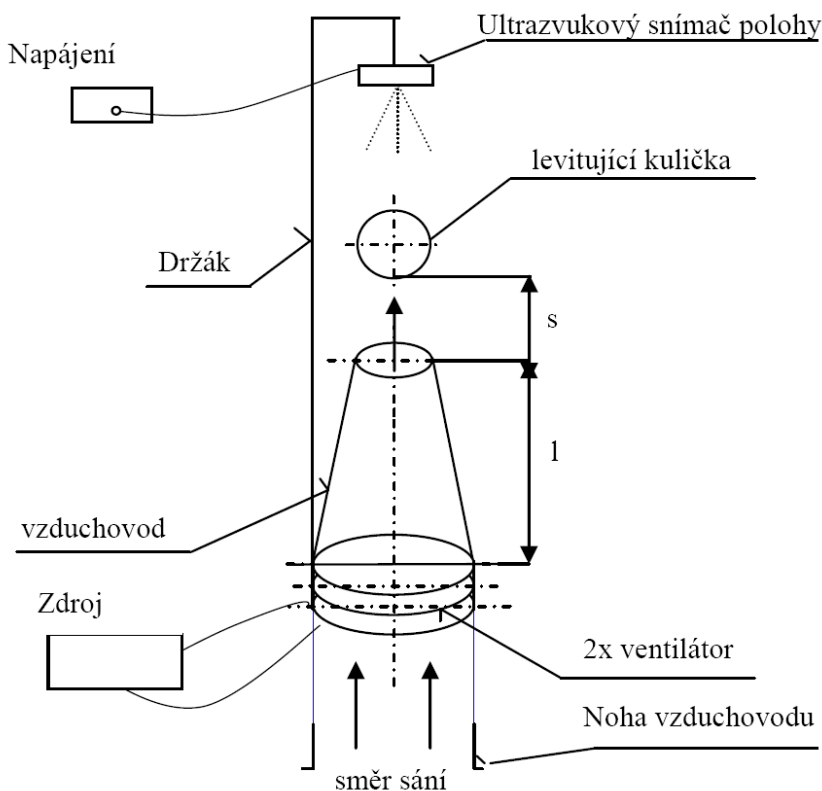 Ultrazvukový snímač polohy
Napájení
levitující kulička
Držák
s
l
vzduchovod
Zdroj
2x ventilátor
Noha vzduchovodu
směr sání